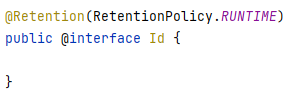 @Retention(RetentionPolicy.RUNTIME)
public @interface Id {
}